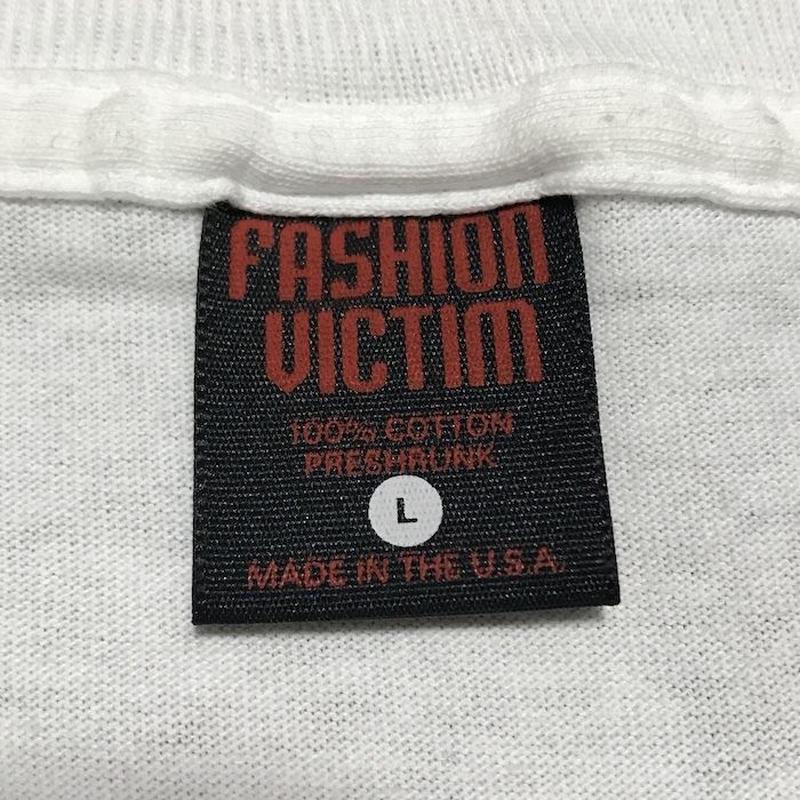 FASHION
VICTIM
100% COTTON
PRESHRUNK
L
MADE IN THE U.S.A.